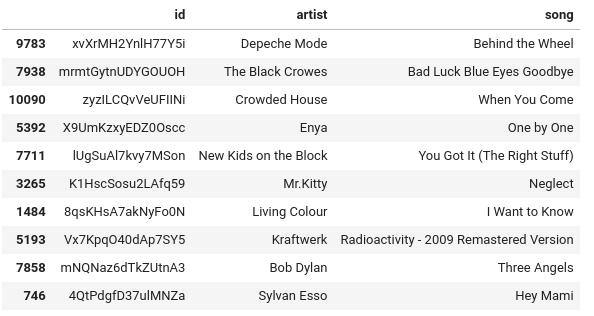 id artist song
9783 xvXrMH2YnlH77Y5i Depeche Mode Behind the Wheel
7938 mrmtGytnUDYGOUOH The Black Crowes Bad Luck Blue Eyes Goodbye
10090 zyzILCQvVeUFIINi Crowded House When You Come
5392 X9UmKzxyEDZ0Oscc Enya One by One
7711 lUgSuAl7kvy7MSon New Kids on the Block You Got It (The Right Stuff)
3265 K1HscSosu2LAfq59 Mr.Kitty Neglect
1484 8qsKHsA7akNyFo0N Living Colour I Want to Know
5193 Vx7KpqO40dAp7SY5 Kraftwerk Radioactivity - 2009 Remastered Version
7858 mNQNaz6dTkZUtnA3 Bob Dylan Three Angels
746 4QtPdgfD37ulMNZa Sylvan Esso Hey Mami